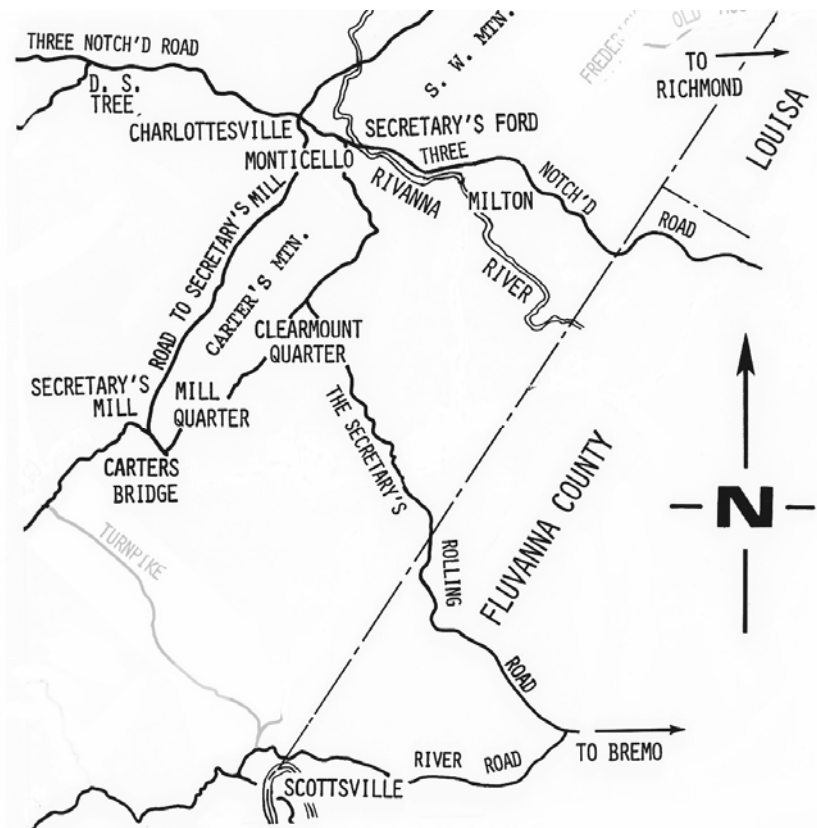 THREE NOTCH'D ROAD
D. S.
TREE
CHARLOTTESVILLE
MONTICELLO
S. W. MTN.
FREDERICK
OLD
TO
RICHMOND
LOUISA
SECRETARY'S FORD
THREE
NOTCH'D
ROAD
RIVANNA
MILTON
RIVER
ROAD TO SECRETARY'S MILL
CARTER'S MTN.
CLEARMOUNT
QUARTER
SECRETARY'S
MILL
MILL
QUARTER
CARTERS
BRIDGE
TURNPIKE
THE SECRETARY'S
ROLLING
ROAD
FLUVANNA COUNTY
N
RIVER ROAD
TO BREMO
SCOTTSVILLE